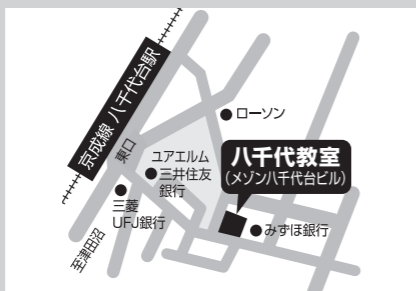 京成線 八千代台駅
東口
ローソン
ユアエルム
三井住友
銀行
八千代教室
(メゾン八千代台ビル)
三菱
UFJ銀行
みずほ銀行
至津田沼